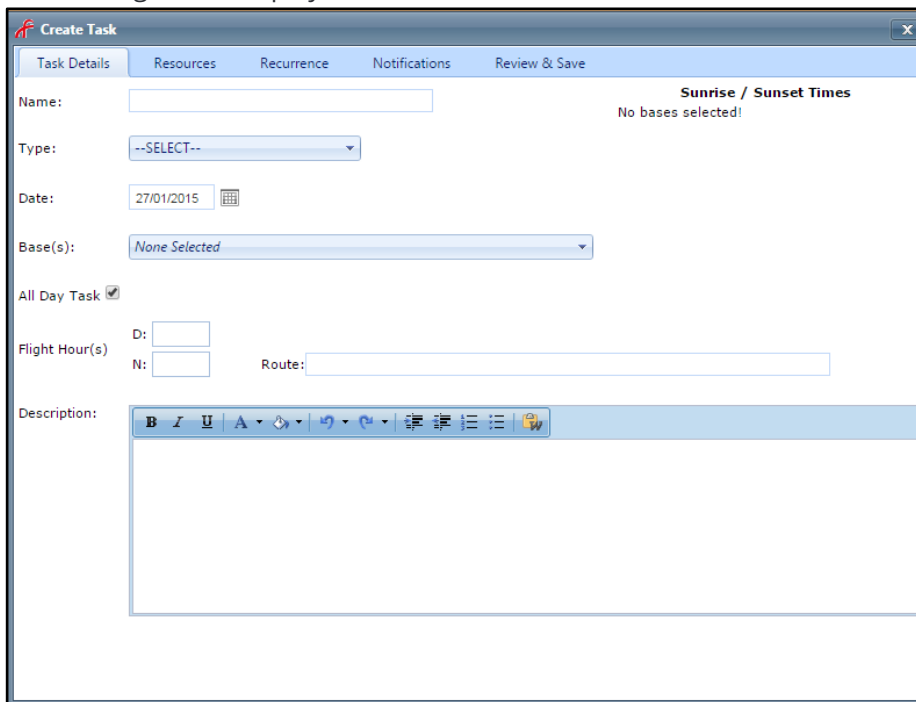 Create Task
Task Details Resources Recurrence Notifications Review & Save
Name:
Sunrise / Sunset Times
No bases selected!
Type: --SELECT--
Date: 27/01/2015
Base(s): None Selected
All Day Task
Flight Hour(s)
D:
N: Route:
Description:
B I U A